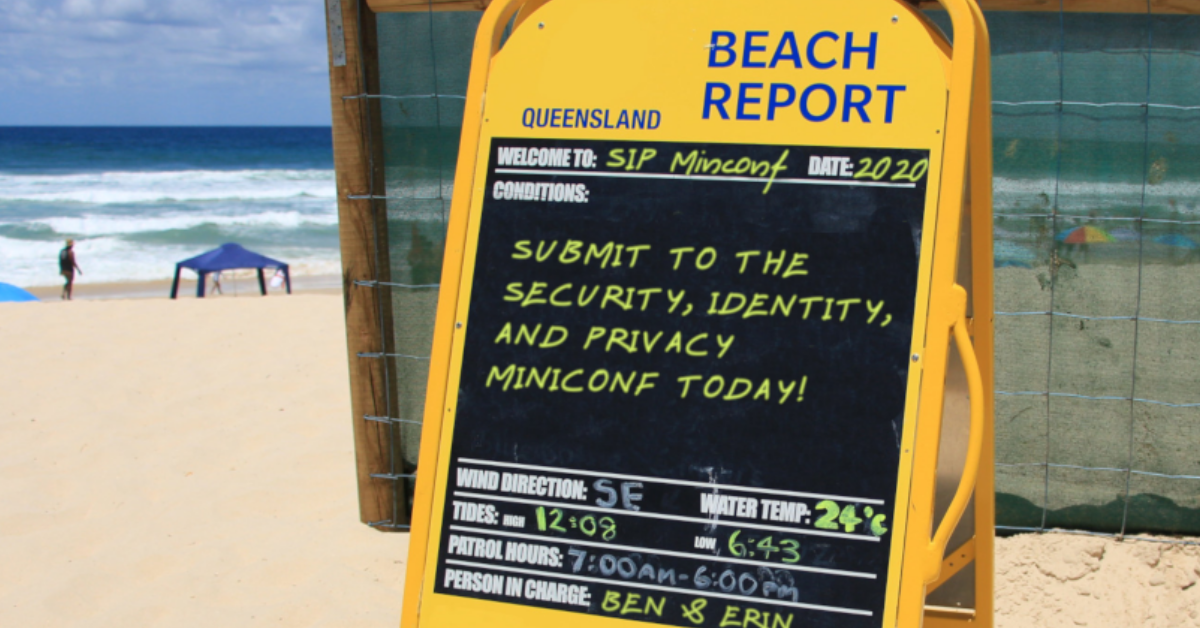 BEACH
REPORT
QUEENSLAND
WELCOME TO: SIP Minconf DATE: 2020
CONDITIONS:
SUBMIT TO THE
SECURITY, IDENTITY,
AND PRIVACY
MINICONF TODAY!
WIND DIRECTION: SE WATER TEMP: 24°C
TIDES: HIGH 12:08 LOW 6:43
PATROL HOURS: 7:00AM-6:00PM
PERSON IN CHARGE: BEN & ERIN